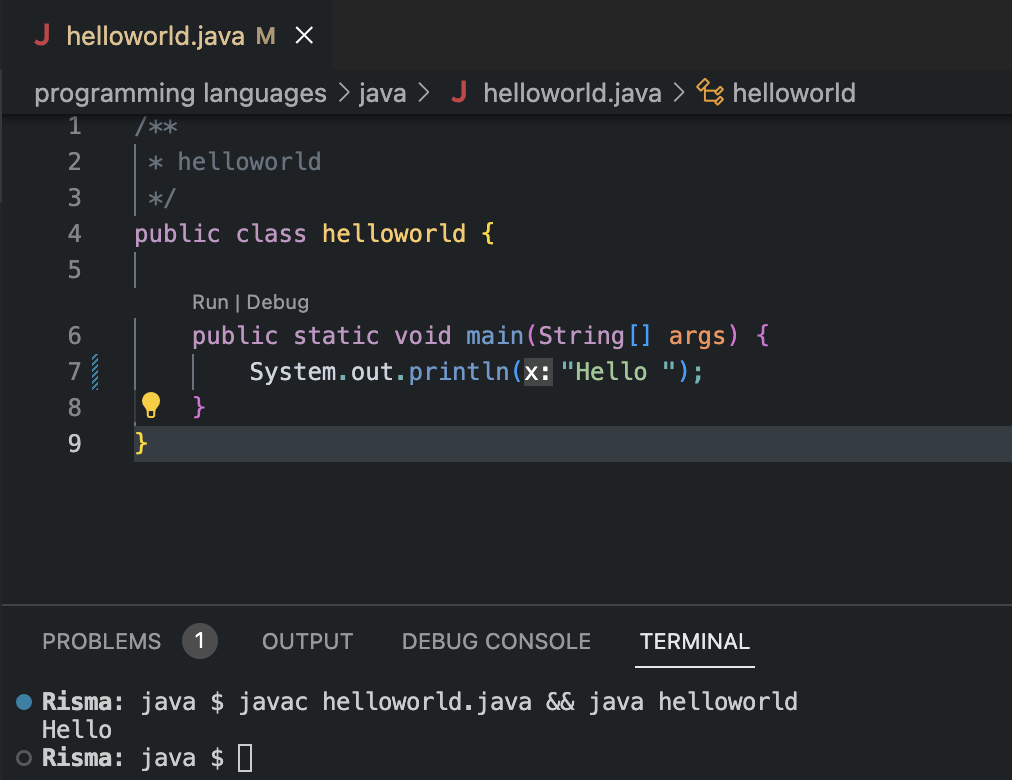 J helloworld.java M ×
programming languages > java > J helloworld.java > helloworld
1 /**
2 * helloworld
3 */
4 public class helloworld {
5
Run | Debug
6 public static void main(String[] args) {
7 System.out.println(x: "Hello ");
8 }
9 }
PROBLEMS 1 OUTPUT DEBUG CONSOLE TERMINAL
Risma: java $ javac helloworld.java && java helloworld
Hello
Risma: java $